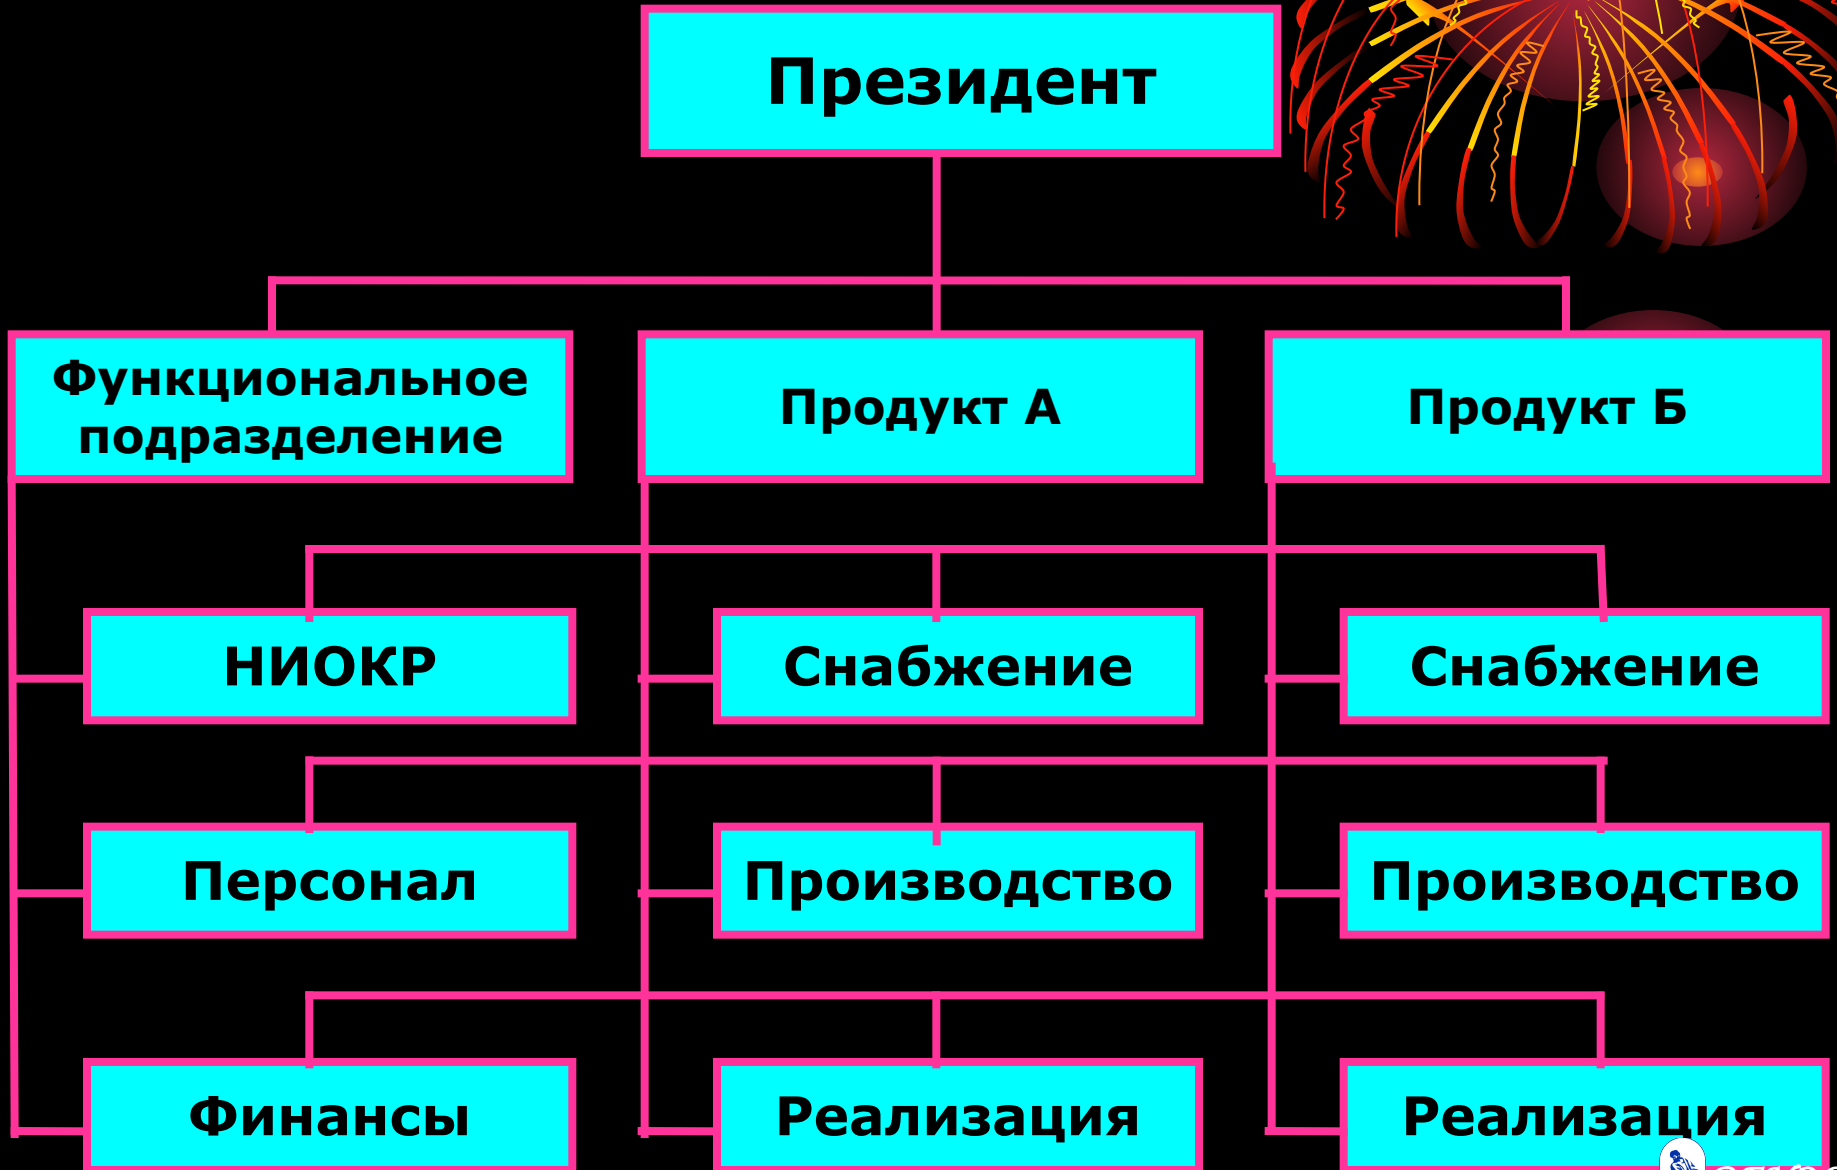 Президент
Функциональное
подразделение
Продукт А
Продукт Б
НИОКР
Снабжение
Снабжение
Персонал
Производство
Производство
Финансы
Реализация
Реализация